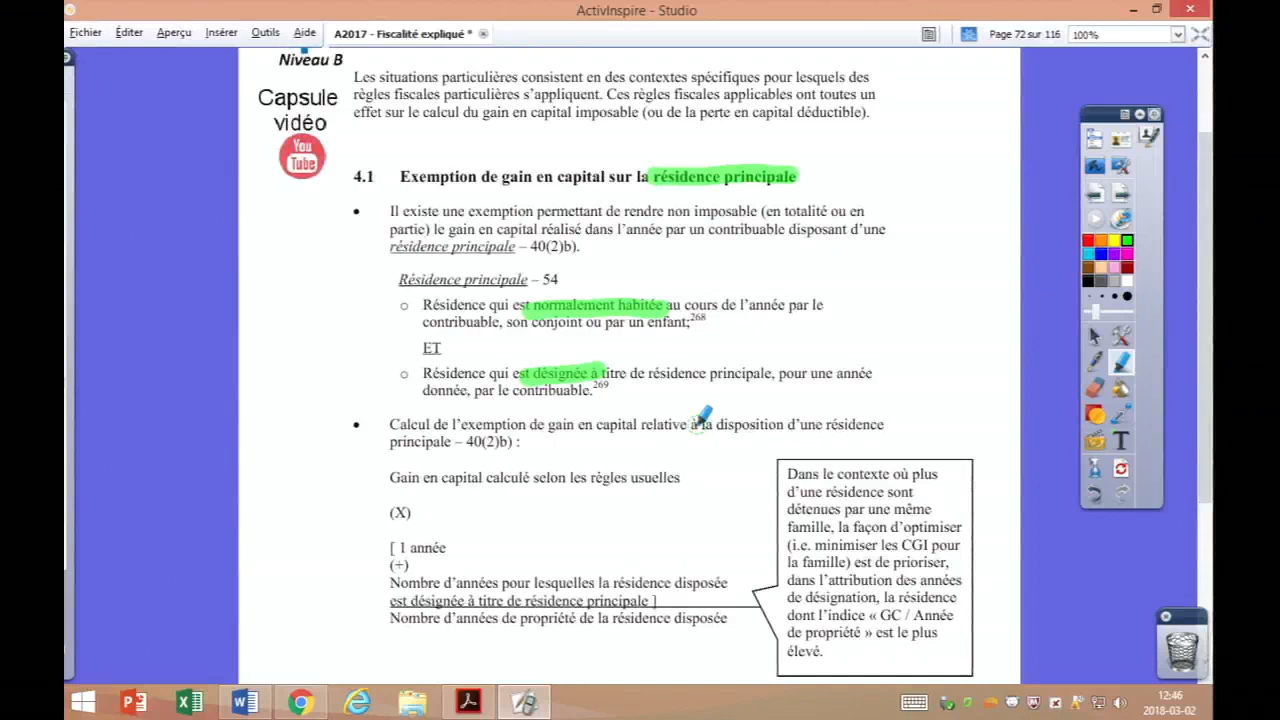 ActivInspire - Studio
Fichier Éditer Aperçu Insérer Outils Aide A2017 - Fiscalité expliqué * Page 72 sur 116 100%
Niveau B
Capsule
vidéo
You
Tube
Les situations particulières consistent en des contextes spécifiques pour lesquels des
règles fiscales particulières s'appliquent. Ces règles fiscales applicables ont toutes un
effet sur le calcul du gain en capital imposable (ou de la perte en capital déductible).
4.1 Exemption de gain en capital sur la résidence principale
• Il existe une exemption permettant de rendre non imposable (en totalité ou en
partie) le gain en capital réalisé dans l'année par un contribuable disposant d'une
résidence principale – 40(2)b).
Résidence principale – 54
o Résidence qui est normalement habitée au cours de l'année par le
contribuable, son conjoint ou par un enfant;268
ET
o Résidence qui est désignée à titre de résidence principale, pour une année
donnée, par le contribuable.269
• Calcul de l'exemption de gain en capital relative à la disposition d'une résidence
principale – 40(2)b) :
Gain en capital calculé selon les règles usuelles
(X)
[ 1 année
(+)
Nombre d'années pour lesquelles la résidence disposée
est désignée à titre de résidence principale ]
Nombre d'années de propriété de la résidence disposée
Dans le contexte où plus
d'une résidence sont
détenues par une même
famille, la façon d'optimiser
(i.e. minimiser les CGI pour
la famille) est de prioriser,
dans l'attribution des années
de désignation, la résidence
dont l'indice « GC / Année
de propriété » est le plus
élevé.
12:46
2018-03-02